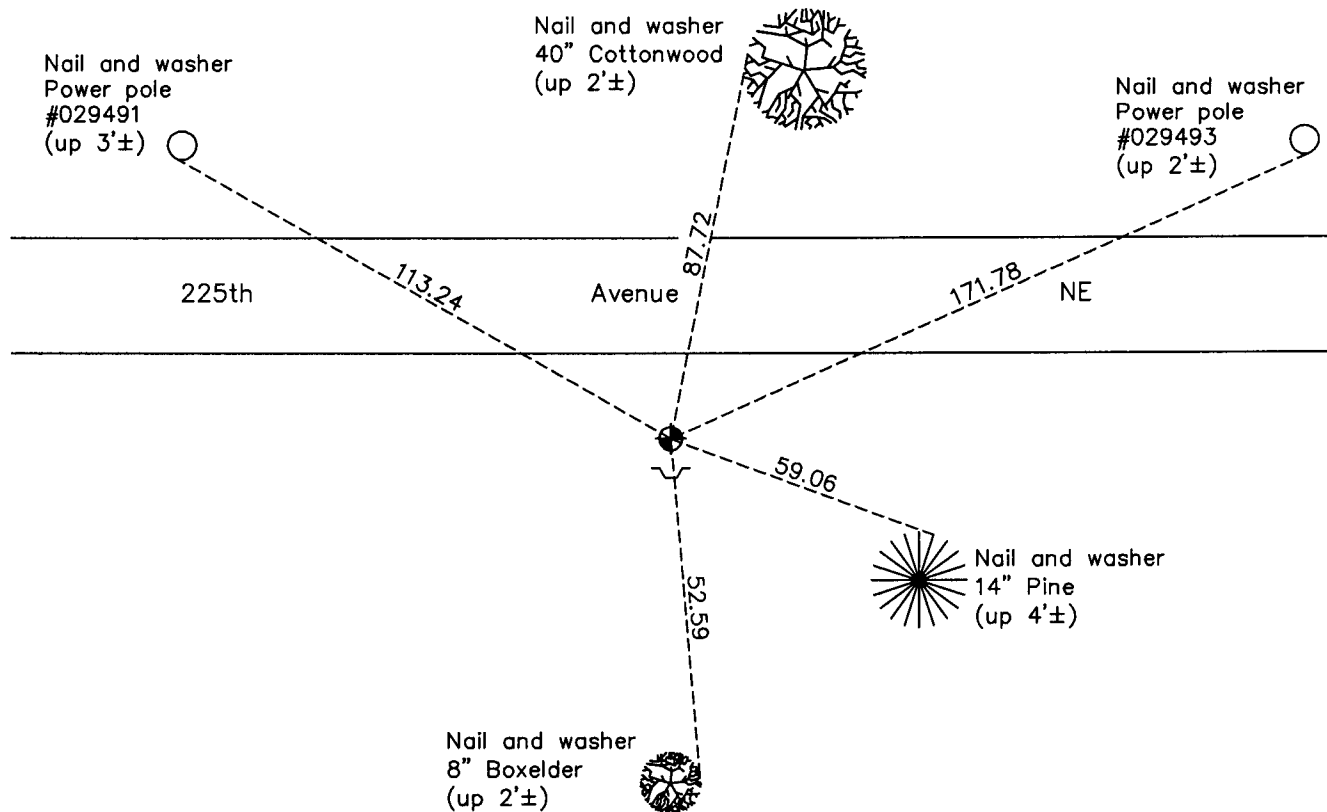 Nail and washer
40" Cottonwood
(up 2'±)
Nail and washer
Power pole
#029491
(up 3'±)
Nail and washer
Power pole
#029493
(up 2'±)
87.72
113.24
171.78
225th Avenue NE
59.06
52.59
Nail and washer
14" Pine
(up 4'±)
Nail and washer
8" Boxelder
(up 2'±)